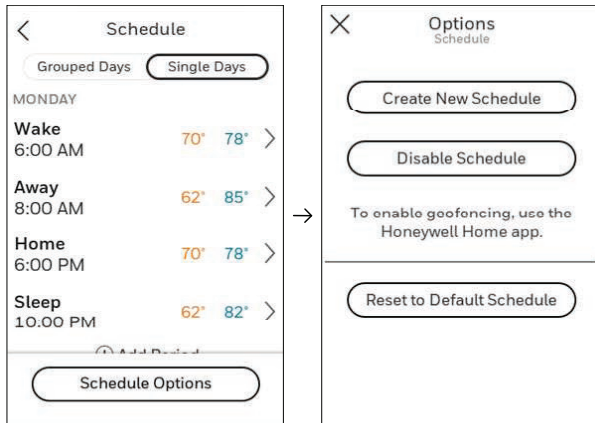 Schedule
Grouped Days Single Days
MONDAY
Wake
6:00 AM 70° 78°
Away
8:00 AM 62° 85°
Home
6:00 PM 70° 78°
Sleep
10:00 PM 62° 82°
Add Period
Schedule Options
Options
Schedule
Create New Schedule
Disable Schedule
To enable geofencing, use the
Honeywell Home app.
Reset to Default Schedule